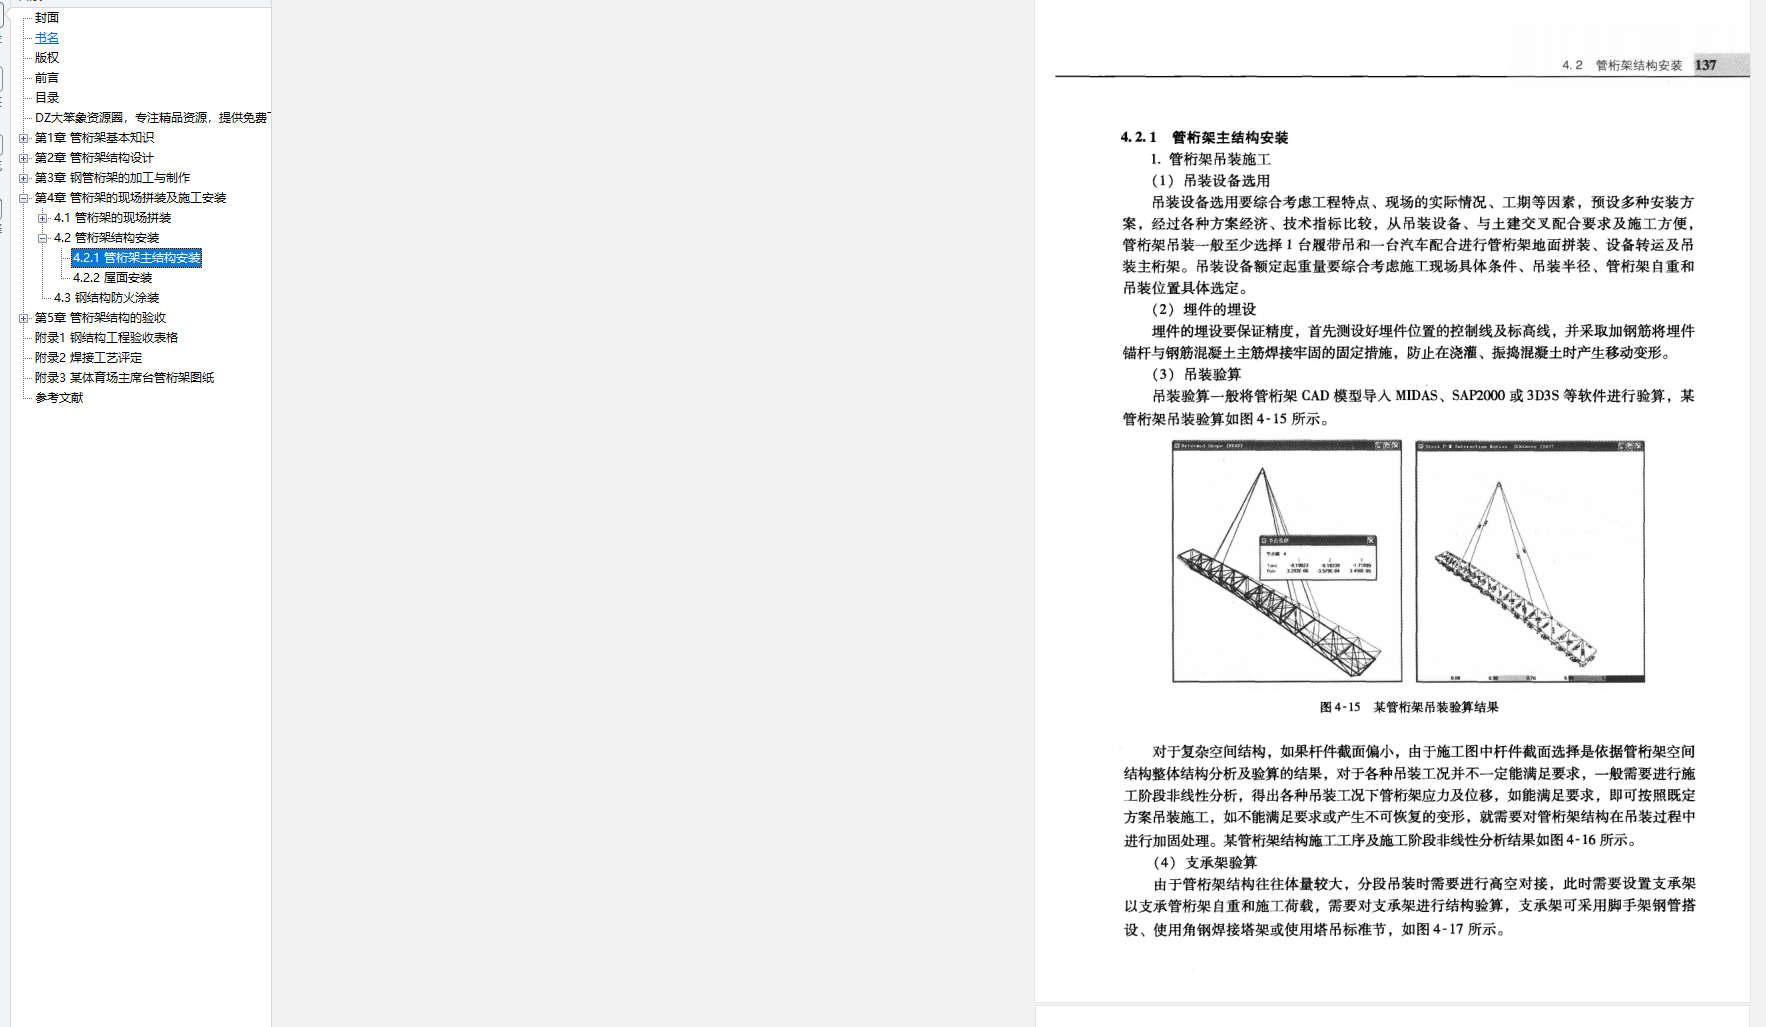 封面
书名
版权
前言
目录
DZ大笨象资源圈，专注精品资源，提供免费
第1章 管桁架基本知识
第2章 管桁架结构设计
第3章 钢管桁架的加工与制作
第4章 管桁架的现场拼装及施工安装
4.1 管桁架的现场拼装
4.2 管桁架结构安装
4.2.1 管桁架主结构安装
4.2.2 屋面安装
4.3 钢结构防火涂装
第5章 管桁架结构的验收
附录1 钢结构工程验收表格
附录2 焊接工艺评定
附录3 某体育场主席台管桁架图纸
参考文献
4.2 管桁架结构安装 137
4.2.1 管桁架主结构安装
1. 管桁架吊装施工
（1）吊装设备选用
吊装设备选用要综合考虑工程特点、现场的实际情况、工期等因素，预设多种安装方
案，经过各种方案经济、技术指标比较，从吊装设备、与土建交叉配合要求及施工方便，
管桁架吊装一般至少选择 1 台履带吊和一台汽车配合进行管桁架地面拼装、设备转运及吊
装主桁架。吊装设备额定起重量要综合考虑施工现场具体条件、吊装半径、管桁架自重和
吊装位置具体选定。
（2）埋件的埋设
埋件的埋设要保证精度，首先测设好埋件位置的控制线及标高线，并采取加钢筋将埋件
锚杆与钢筋混凝土主筋焊接牢固的固定措施，防止在浇灌、振捣混凝土时产生移动变形。
（3）吊装验算
吊装验算一般将管桁架 CAD 模型导入 MIDAS、SAP2000 或 3D3S 等软件进行验算，某
管桁架吊装验算如图 4-15 所示。
Deformed Shape (DEAD)
Steel P-M Interaction Ratios (Chinese 2002)
图 4-15 某管桁架吊装验算结果
对于复杂空间结构，如果杆件截面偏小，由于施工图中杆件截面选择是依据管桁架空间
结构整体结构分析及验算的结果，对于各种吊装工况并不一定能满足要求，一般需要进行施
工阶段非线性分析，得出各种吊装工况下管桁架应力及位移，如能满足要求，即可按照既定
方案吊装施工，如不能满足要求或产生不可恢复的变形，就需要对管桁架结构在吊装过程中
进行加固处理。某管桁架结构施工工序及施工阶段非线性分析结果如图 4-16 所示。
（4）支承架验算
由于管桁架结构往往体量较大，分段吊装时需要进行高空对接，此时需要设置支承架
以支承管桁架自重和施工荷载，需要对支承架进行结构验算，支承架可采用脚手架钢管搭
设、使用角钢焊接塔架或使用塔吊标准节，如图 4-17 所示。